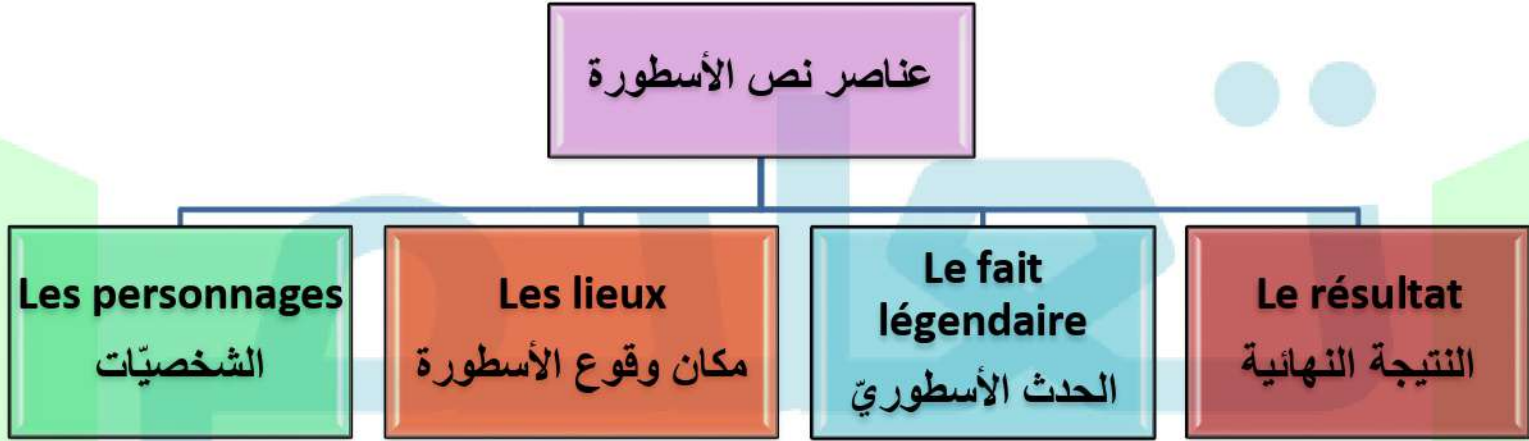 عناصر نص الأسطورة
Les personnages
الشخصيّات
Les lieux
مكان وقوع الأسطورة
Le fait
légendaire
الحدث الأسطوريّ
Le résultat
النتيجة النهائية